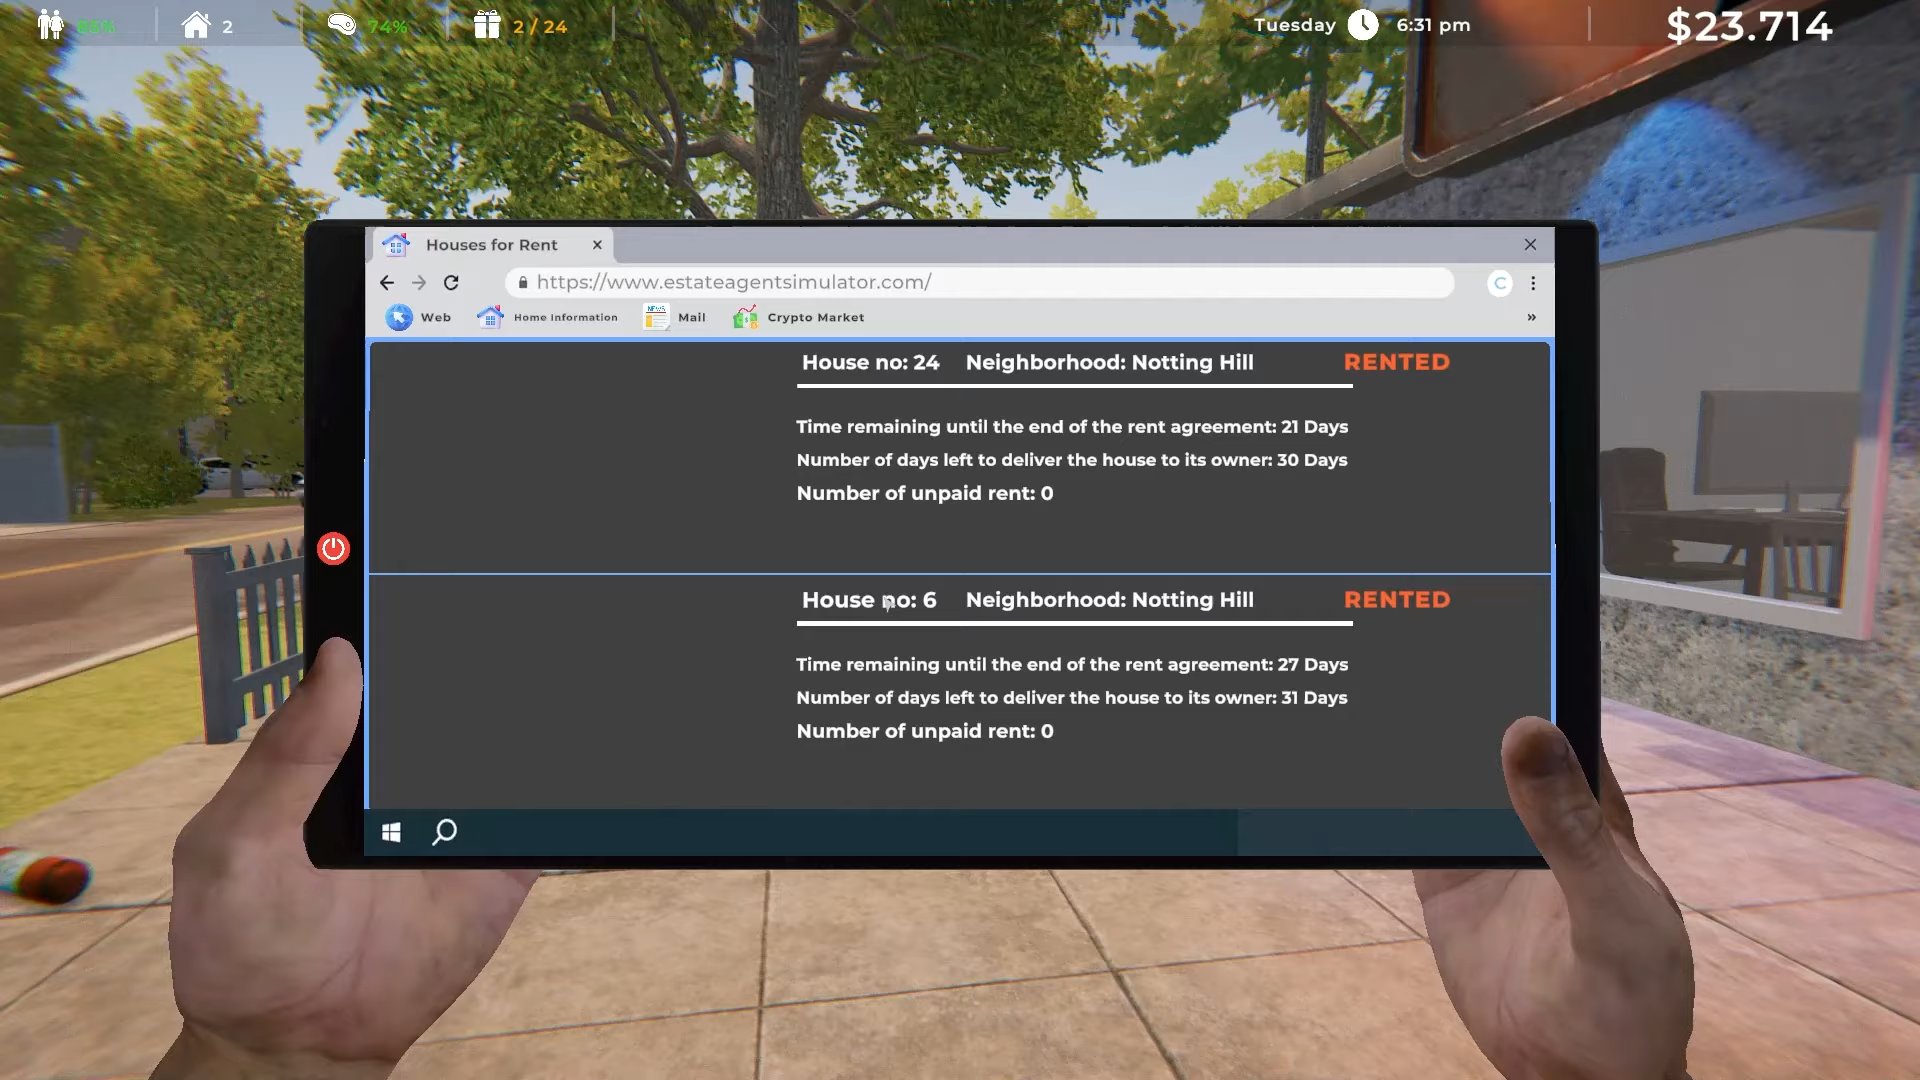 2
74%
2 / 24
Tuesday
6:31 pm
$23.714
Houses for Rent
https://www.estateagentsimulator.com/
C
Web
Home Information
NEWS
Mail
Crypto Market
House no: 24 Neighborhood: Notting Hill RENTED
Time remaining until the end of the rent agreement: 21 Days
Number of days left to deliver the house to its owner: 30 Days
Number of unpaid rent: 0
House no: 6 Neighborhood: Notting Hill RENTED
Time remaining until the end of the rent agreement: 27 Days
Number of days left to deliver the house to its owner: 31 Days
Number of unpaid rent: 0